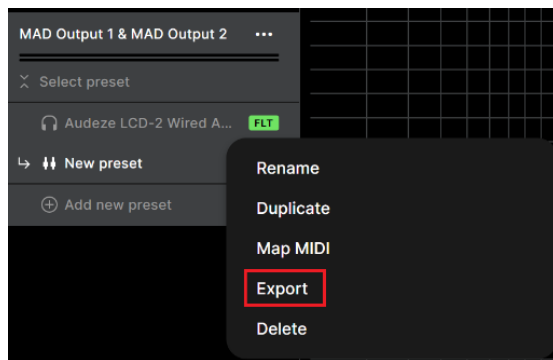 MAD Output 1 & MAD Output 2 •••
Select preset
Audeze LCD-2 Wired A... FLT
New preset
Add new preset
Rename
Duplicate
Map MIDI
Export
Delete